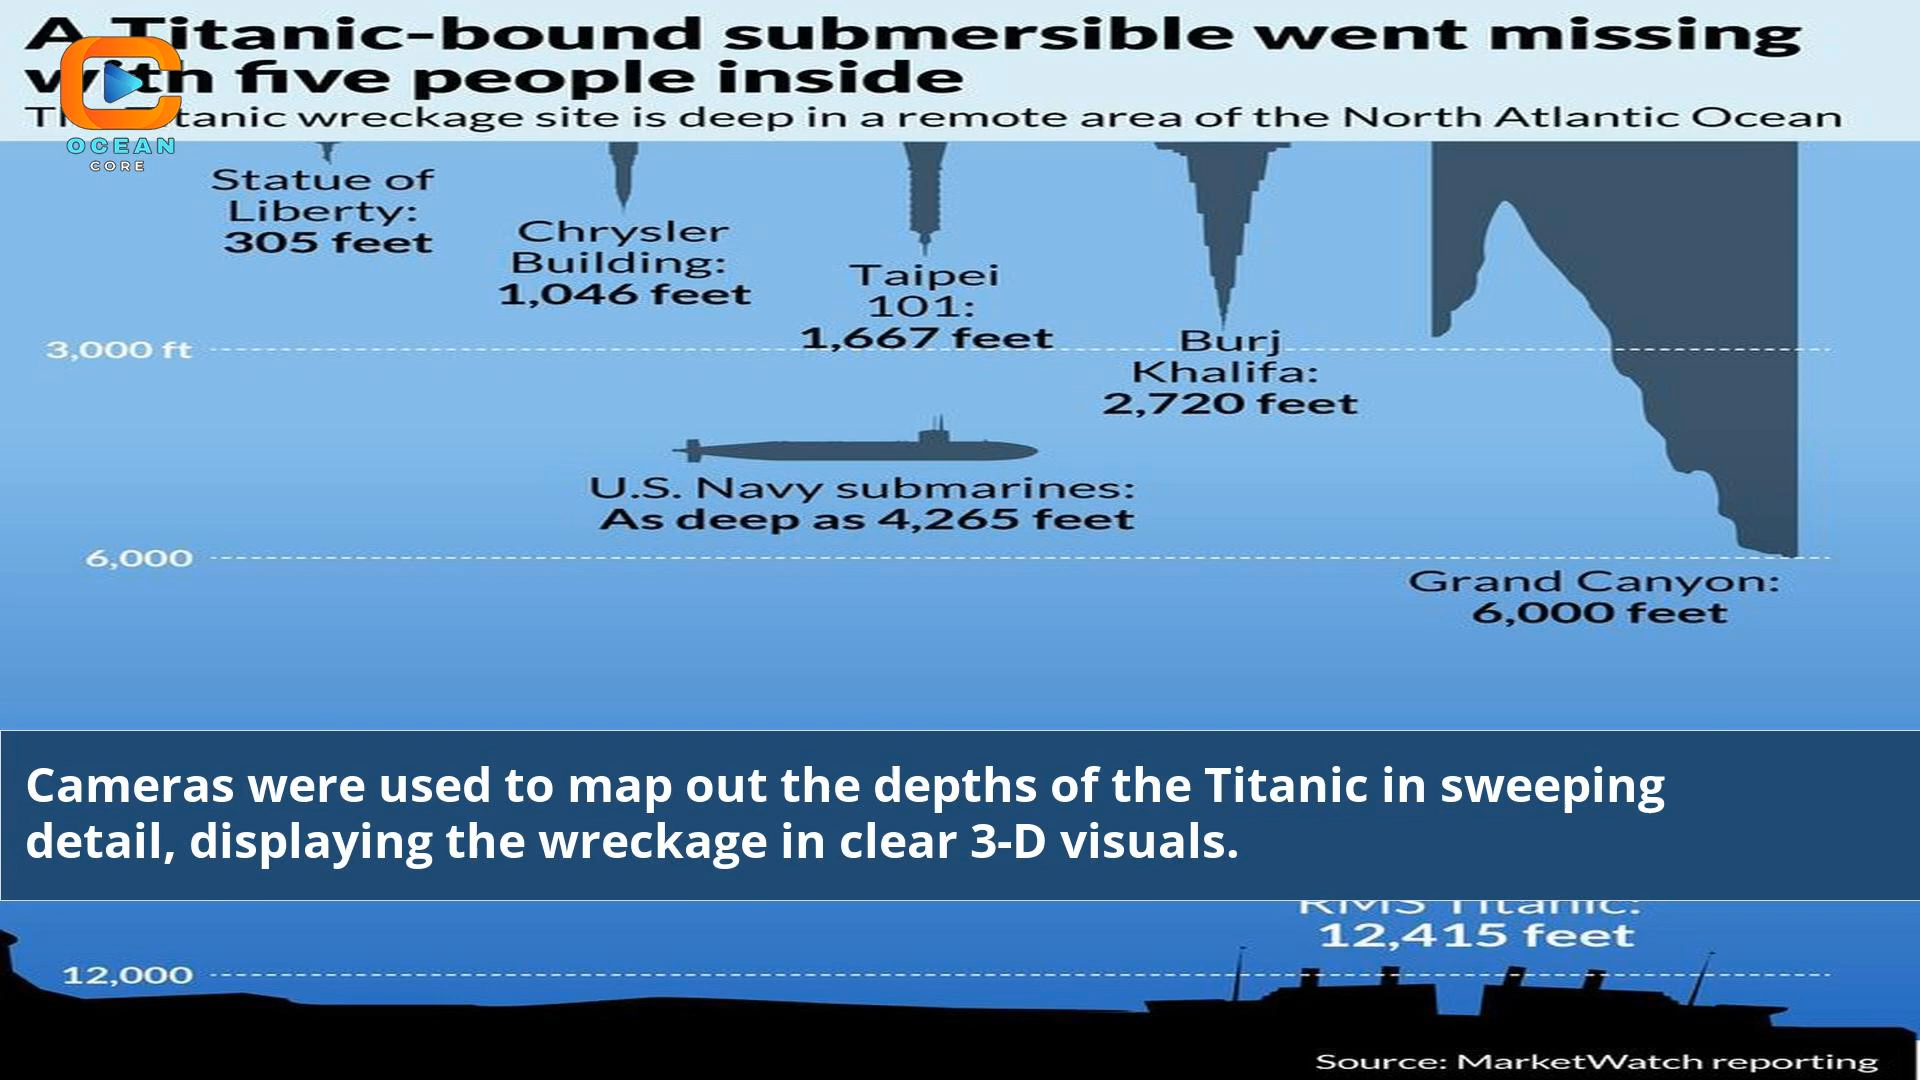 A Titanic-bound submersible went missing
with five people inside
The Titanic wreckage site is deep in a remote area of the North Atlantic Ocean
OCEAN
CORE
Statue of
Liberty:
305 feet
Chrysler
Building:
1,046 feet
Taipei
101:
1,667 feet
3,000 ft
Burj
Khalifa:
2,720 feet
U.S. Navy submarines:
As deep as 4,265 feet
6,000
Grand Canyon:
6,000 feet
Cameras were used to map out the depths of the Titanic in sweeping
detail, displaying the wreckage in clear 3-D visuals.
RMS Titanic:
12,415 feet
12,000
Source: MarketWatch reporting